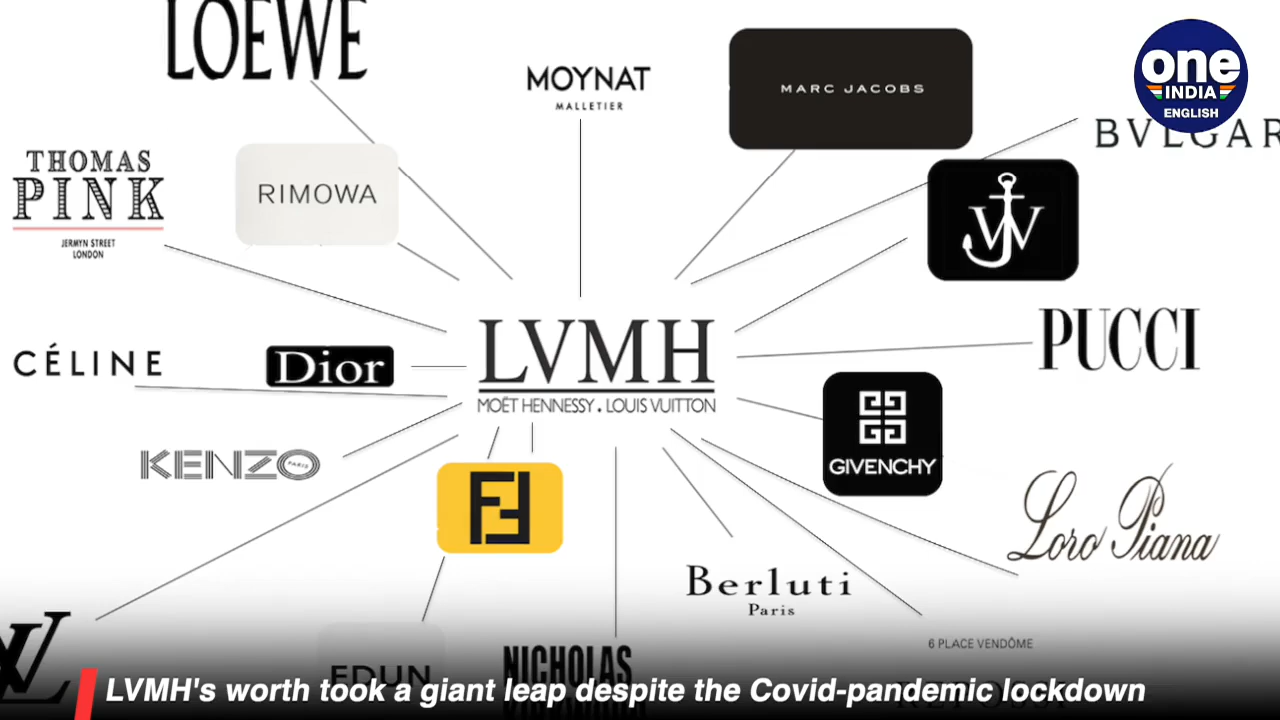 LOEWE
MOYNAT
MALLETIER
MARC JACOBS
one
INDIA
ENGLISH
BVLGAR
THOMAS
PINK
JERMYN STREET
LONDON
RIMOWA
JW
PUCCI
LVMH
MOËT HENNESSY . LOUIS VUITTON
CÉLINE
Dior
GIVENCHY
KENZO
PARIS
Loro Piana
Berluti
Paris
6 PLACE VENDÔME
LV
EDUN
NICHOLAS
LVMH's worth took a giant leap despite the Covid-pandemic lockdown